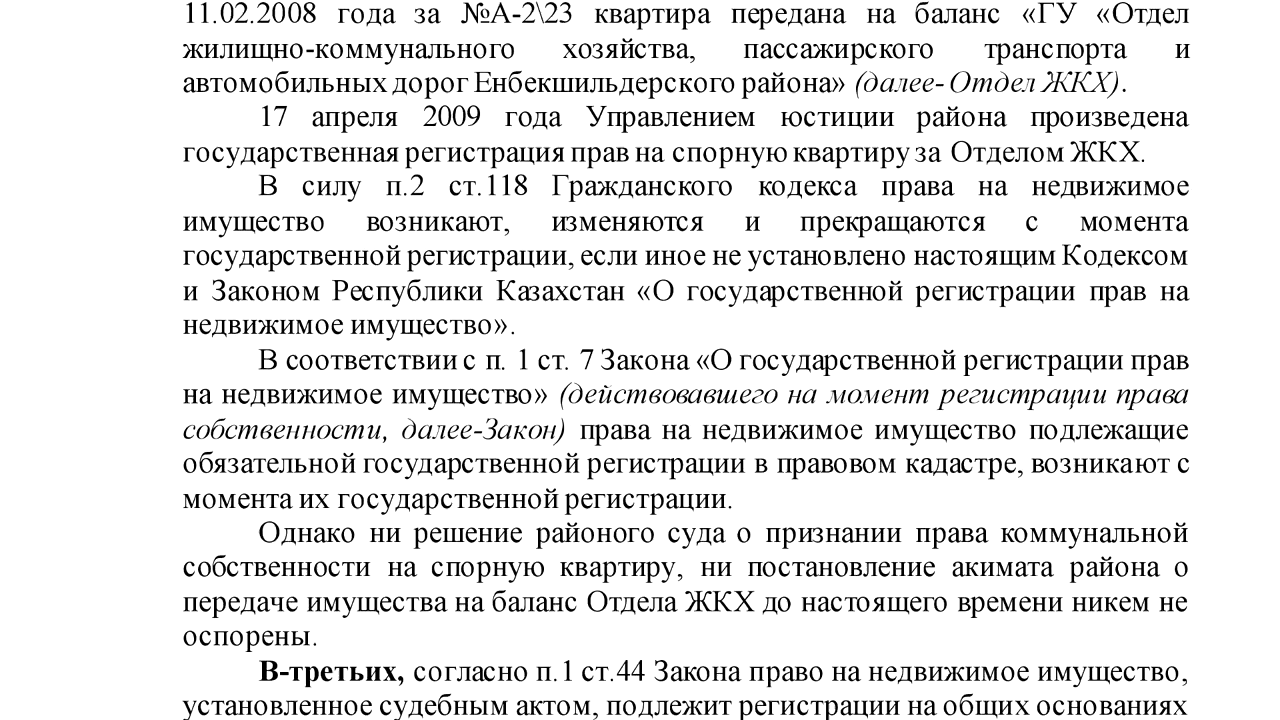 11.02.2008 года за №А-2\23 квартира передана на баланс «ГУ «Отдел
жилищно-коммунального хозяйства, пассажирского транспорта и
автомобильных дорог Енбекшильдерского района» (далее- Отдел ЖКХ).
17 апреля 2009 года Управлением юстиции района произведена
государственная регистрация прав на спорную квартиру за Отделом ЖКХ.
В силу п.2 ст.118 Гражданского кодекса права на недвижимое
имущество возникают, изменяются и прекращаются с момента
государственной регистрации, если иное не установлено настоящим Кодексом
и Законом Республики Казахстан «О государственной регистрации прав на
недвижимое имущество».
В соответствии с п. 1 ст. 7 Закона «О государственной регистрации прав
на недвижимое имущество» (действовавшего на момент регистрации права
собственности, далее-Закон) права на недвижимое имущество подлежащие
обязательной государственной регистрации в правовом кадастре, возникают с
момента их государственной регистрации.
Однако ни решение районого суда о признании права коммунальной
собственности на спорную квартиру, ни постановление акимата района о
передаче имущества на баланс Отдела ЖКХ до настоящего времени никем не
оспорены.
В-третьих, согласно п.1 ст.44 Закона право на недвижимое имущество,
установленное судебным актом, подлежит регистрации на общих основаниях